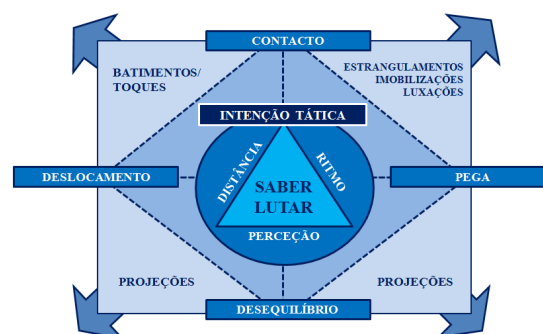 CONTACTO
BATIMENTOS/
TOQUES
ESTRANGULAMENTOS
IMOBILIZAÇÕES
LUXAÇÕES
INTENÇÃO TÁTICA
DISTÂNCIA
RITMO
DESLOCAMENTO
SABER
LUTAR
PEGA
PERCEÇÃO
PROJEÇÕES
PROJEÇÕES
DESEQUILÍBRIO